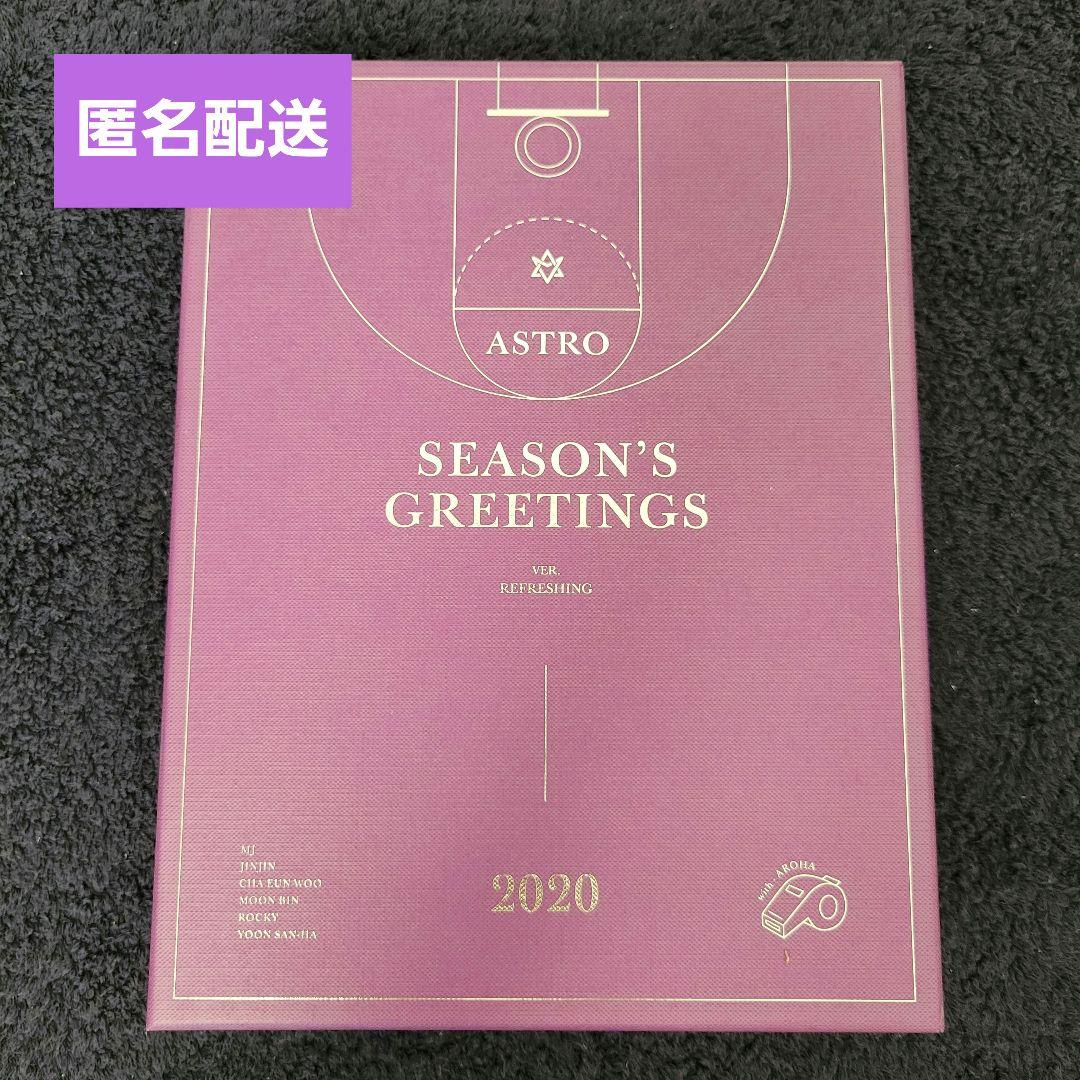 匿名配送
ASTRO
SEASON'S
GREETINGS
VER.
REFRESHING
MJ
JINJIN
CHA EUN WOO
MOON BIN
ROCKY
YOON SAN-HA
2020
with AROHA